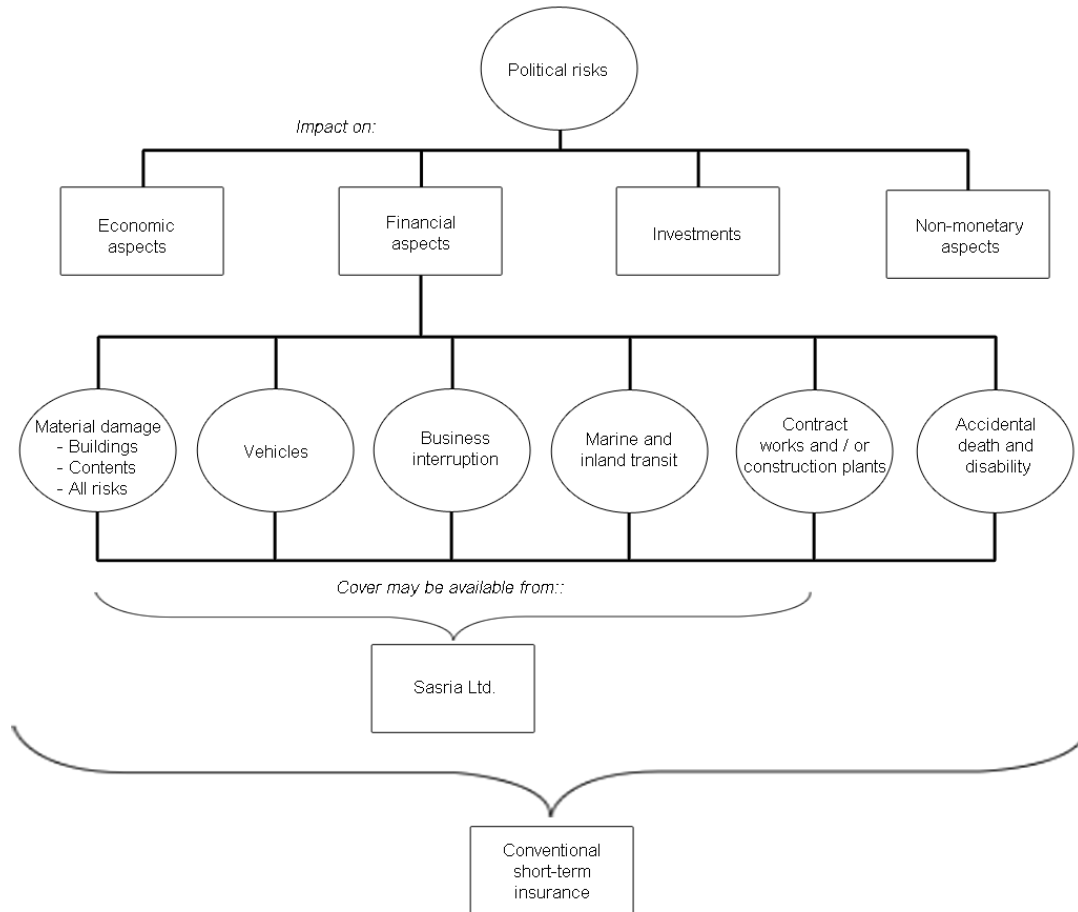 Political risks
Impact on:
Economic
aspects
Financial
aspects
Investments
Non-monetary
aspects
Material damage
- Buildings
- Contents
- All risks
Vehicles
Business
interruption
Marine and
inland transit
Contract
works and / or
construction plants
Accidental
death and
disability
Cover may be available from::
Sasria Ltd.
Conventional
short-term
insurance